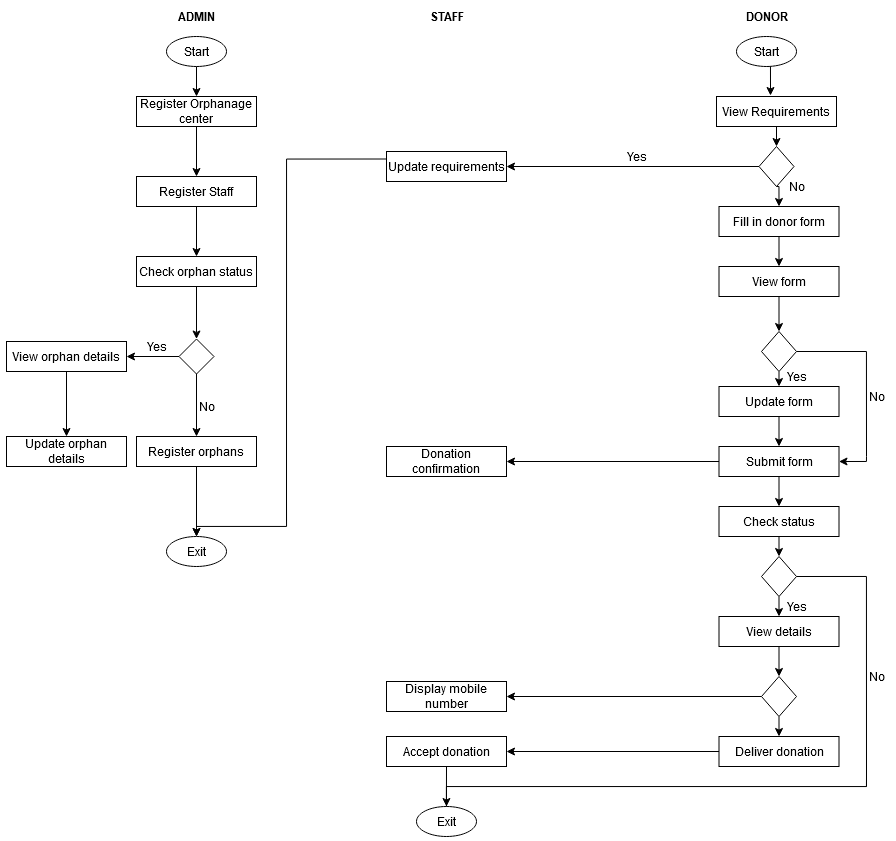 ADMIN
STAFF
DONOR
Start
Start
Register Orphanage
center
View Requirements
Yes
Update requirements
No
Register Staff
Fill in donor form
Check orphan status
View form
Yes
View orphan details
Yes
No
Update form
No
Update orphan
details
Register orphans
Donation
confirmation
Submit form
Check status
Exit
Yes
View details
No
Display mobile
number
Accept donation
Deliver donation
Exit